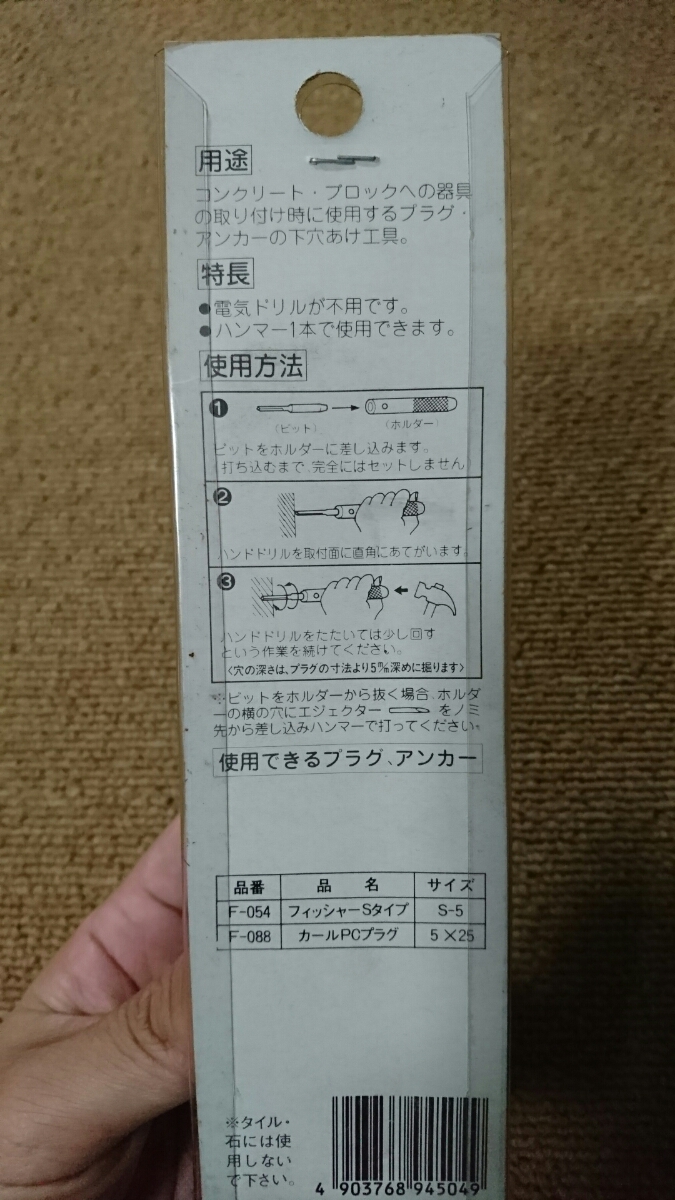 用途
コンクリート・ブロックへの器具
の取り付け時に使用するプラグ・
アンカーの下穴あけ工具。
特長
●電気ドリルが不用です。
●ハンマー1本で使用できます。
使用方法
❶
(ビット)
(ホルダー)
ビットをホルダーに差し込みます。
打ち込むまで、完全にはセットしません
❷
ハンドドリルを取付面に直角にあてがいます。
❸
ハンドドリルをたたいては少し回す
という作業を続けてください。
〈穴の深さは、プラグの寸法より5㎜深めに掘ります〉
※ビットをホルダーから抜く場合、ホルダ
ーの横の穴にエジェクター をノミ
先から差し込みハンマーで打ってください。
使用できるプラグ、アンカー
品番 品 名 サイズ
F-054 フィッシャーSタイプ S-5
F-088 カールPCプラグ 5×25
※タイル・
石には使
用しない
で下さい。
4 903768 945049